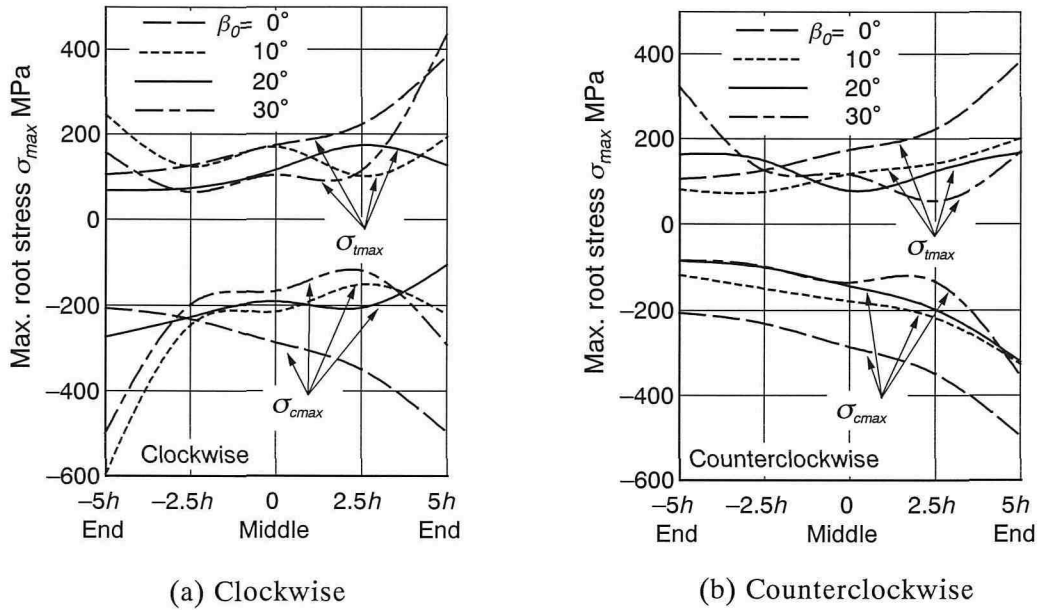 Max. root stress σmax MPa
400
200
0
−200
−400
−600
β0= 0°
10°
20°
30°
σtmax
σcmax
Clockwise
−5h −2.5h 0 2.5h 5h
End Middle End
(a) Clockwise
Max. root stress σmax MPa
400
200
0
−200
−400
−600
β0= 0°
10°
20°
30°
σtmax
σcmax
Counterclockwise
−5h −2.5h 0 2.5h 5h
End Middle End
(b) Counterclockwise